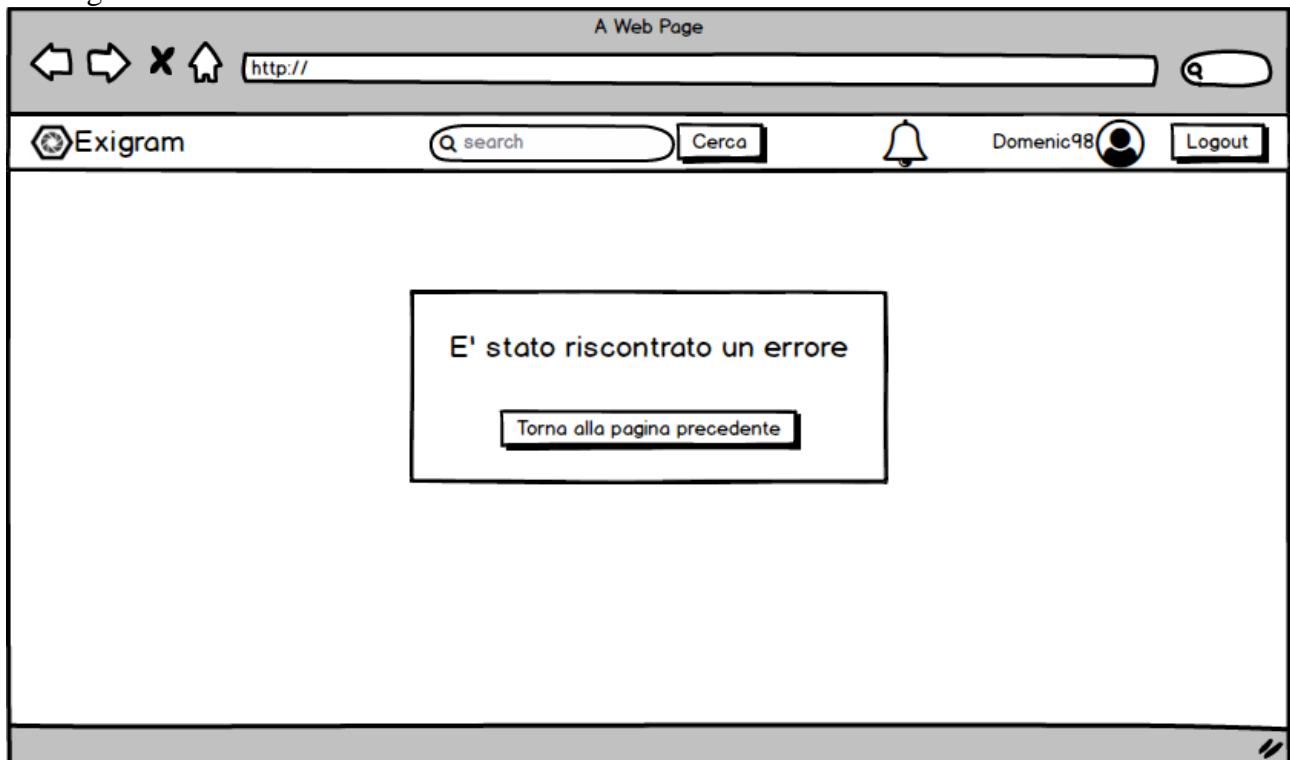 A Web Page
http://
Exigram
search
Cerca
Domenic98
Logout
E' stato riscontrato un errore
Torna alla pagina precedente